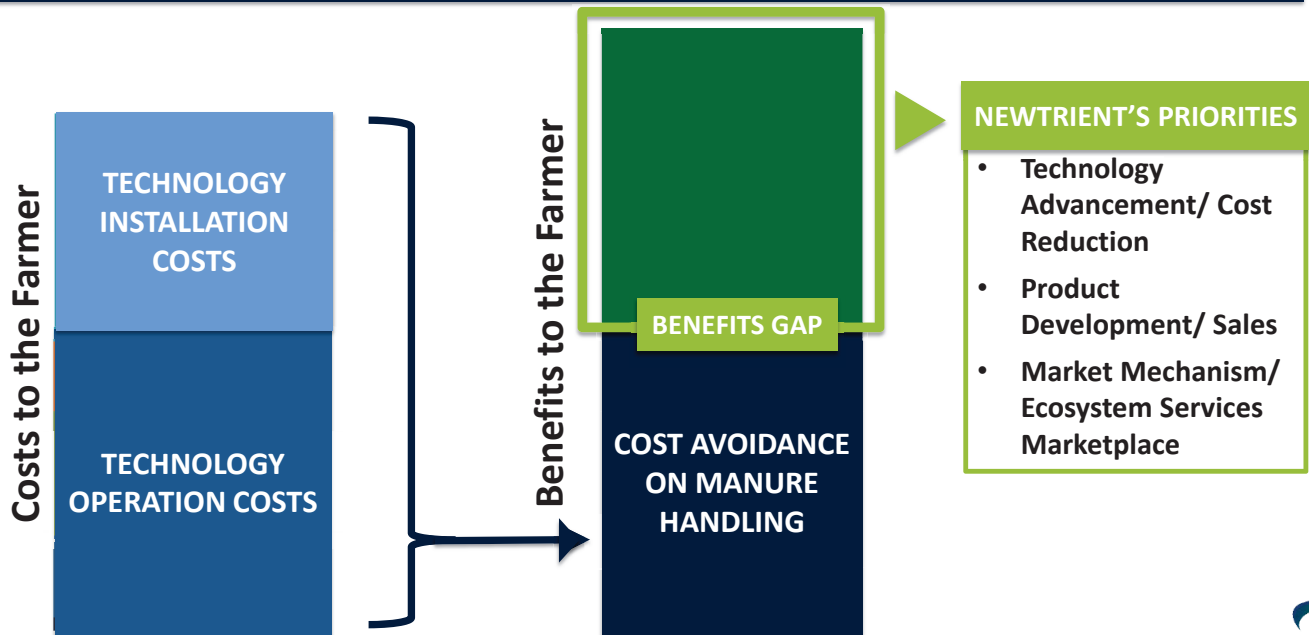 Costs to the Farmer
TECHNOLOGY
INSTALLATION
COSTS
TECHNOLOGY
OPERATION COSTS
Benefits to the Farmer
BENEFITS GAP
COST AVOIDANCE
ON MANURE
HANDLING
NEWTRIENT'S PRIORITIES
• Technology
Advancement/ Cost
Reduction
• Product
Development/ Sales
• Market Mechanism/
Ecosystem Services
Marketplace